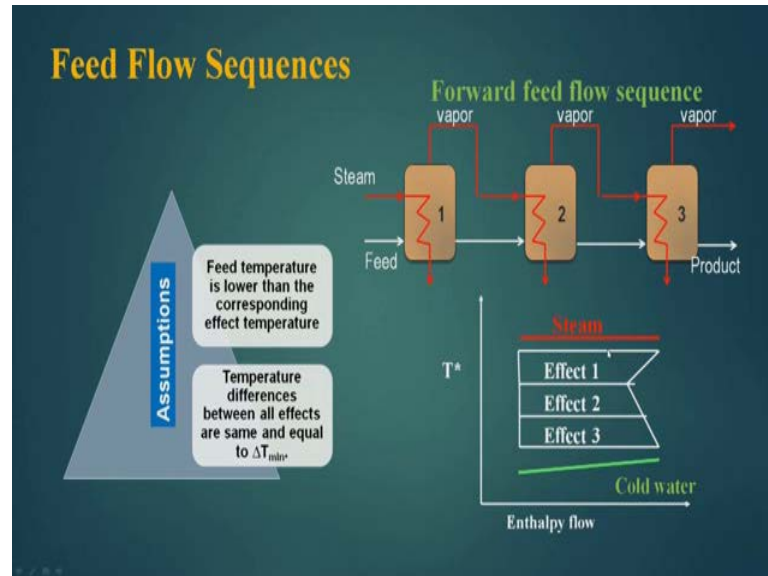 Feed Flow Sequences
Forward feed flow sequence
vapor
vapor
vapor
Steam
1
2
3
Feed
Product
Assumptions
Feed temperature
is lower than the
corresponding
effect temperature
Temperature
differences
between all effects
are same and equal
to ΔTmin.
Steam
T*
Effect 1
Effect 2
Effect 3
Cold water
Enthalpy flow